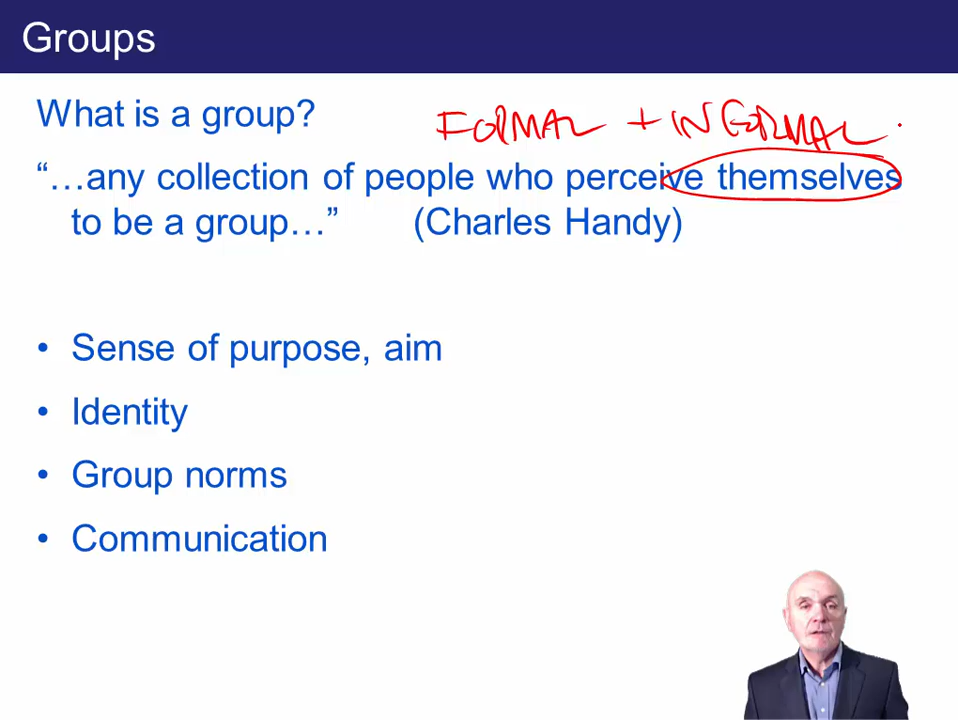 Groups
What is a group?
FORMAL + INFORMAL
“…any collection of people who perceive themselves
to be a group…” (Charles Handy)
• Sense of purpose, aim
• Identity
• Group norms
• Communication